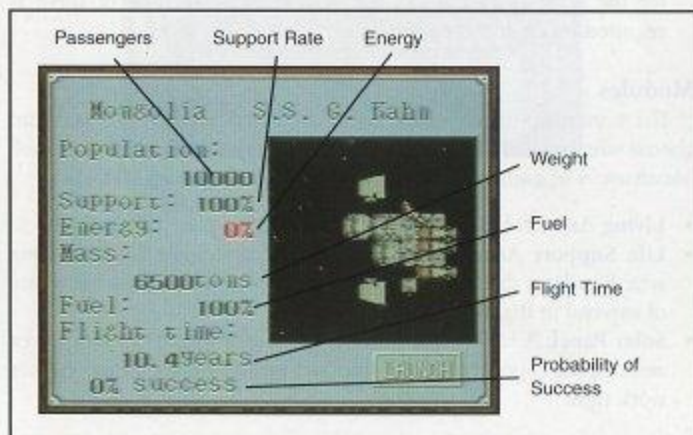 Passengers
Support Rate
Energy
Mongolia S.S. G. Kahn
Population:
10000
Support: 100%
Energy: 0%
Mass:
6500tons
Fuel: 100%
Flight time:
10.4years
0% success
LAUNCH
Weight
Fuel
Flight Time
Probability of
Success